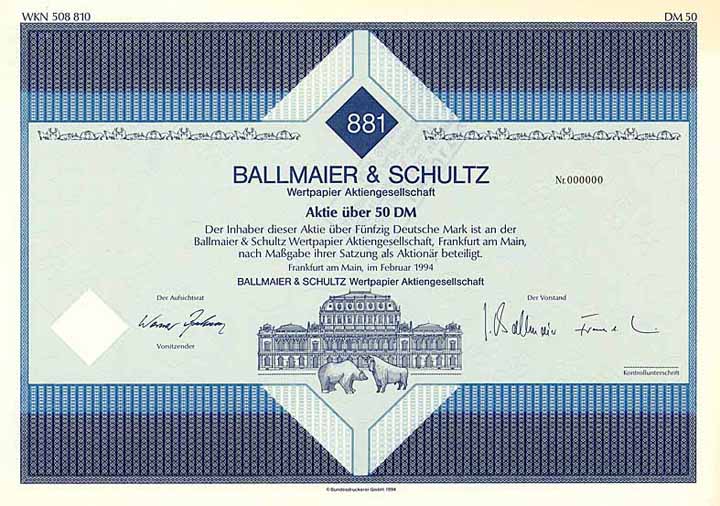 WKN 508 810
DM 50
881
BALLMAIER & SCHULTZ
Wertpapier Aktiengesellschaft
Nr.000000
Aktie über 50 DM
Der Inhaber dieser Aktie über Fünfzig Deutsche Mark ist an der
Ballmaier & Schultz Wertpapier Aktiengesellschaft, Frankfurt am Main,
nach Maßgabe ihrer Satzung als Aktionär beteiligt.
Frankfurt am Main, im Februar 1994
BALLMAIER & SCHULTZ Wertpapier Aktiengesellschaft
Der Aufsichtsrat
Der Vorstand
Werner
J. Ballmaier
Vorsitzender
Kontrollunterschrift
© Bundesdruckerei GmbH 1994